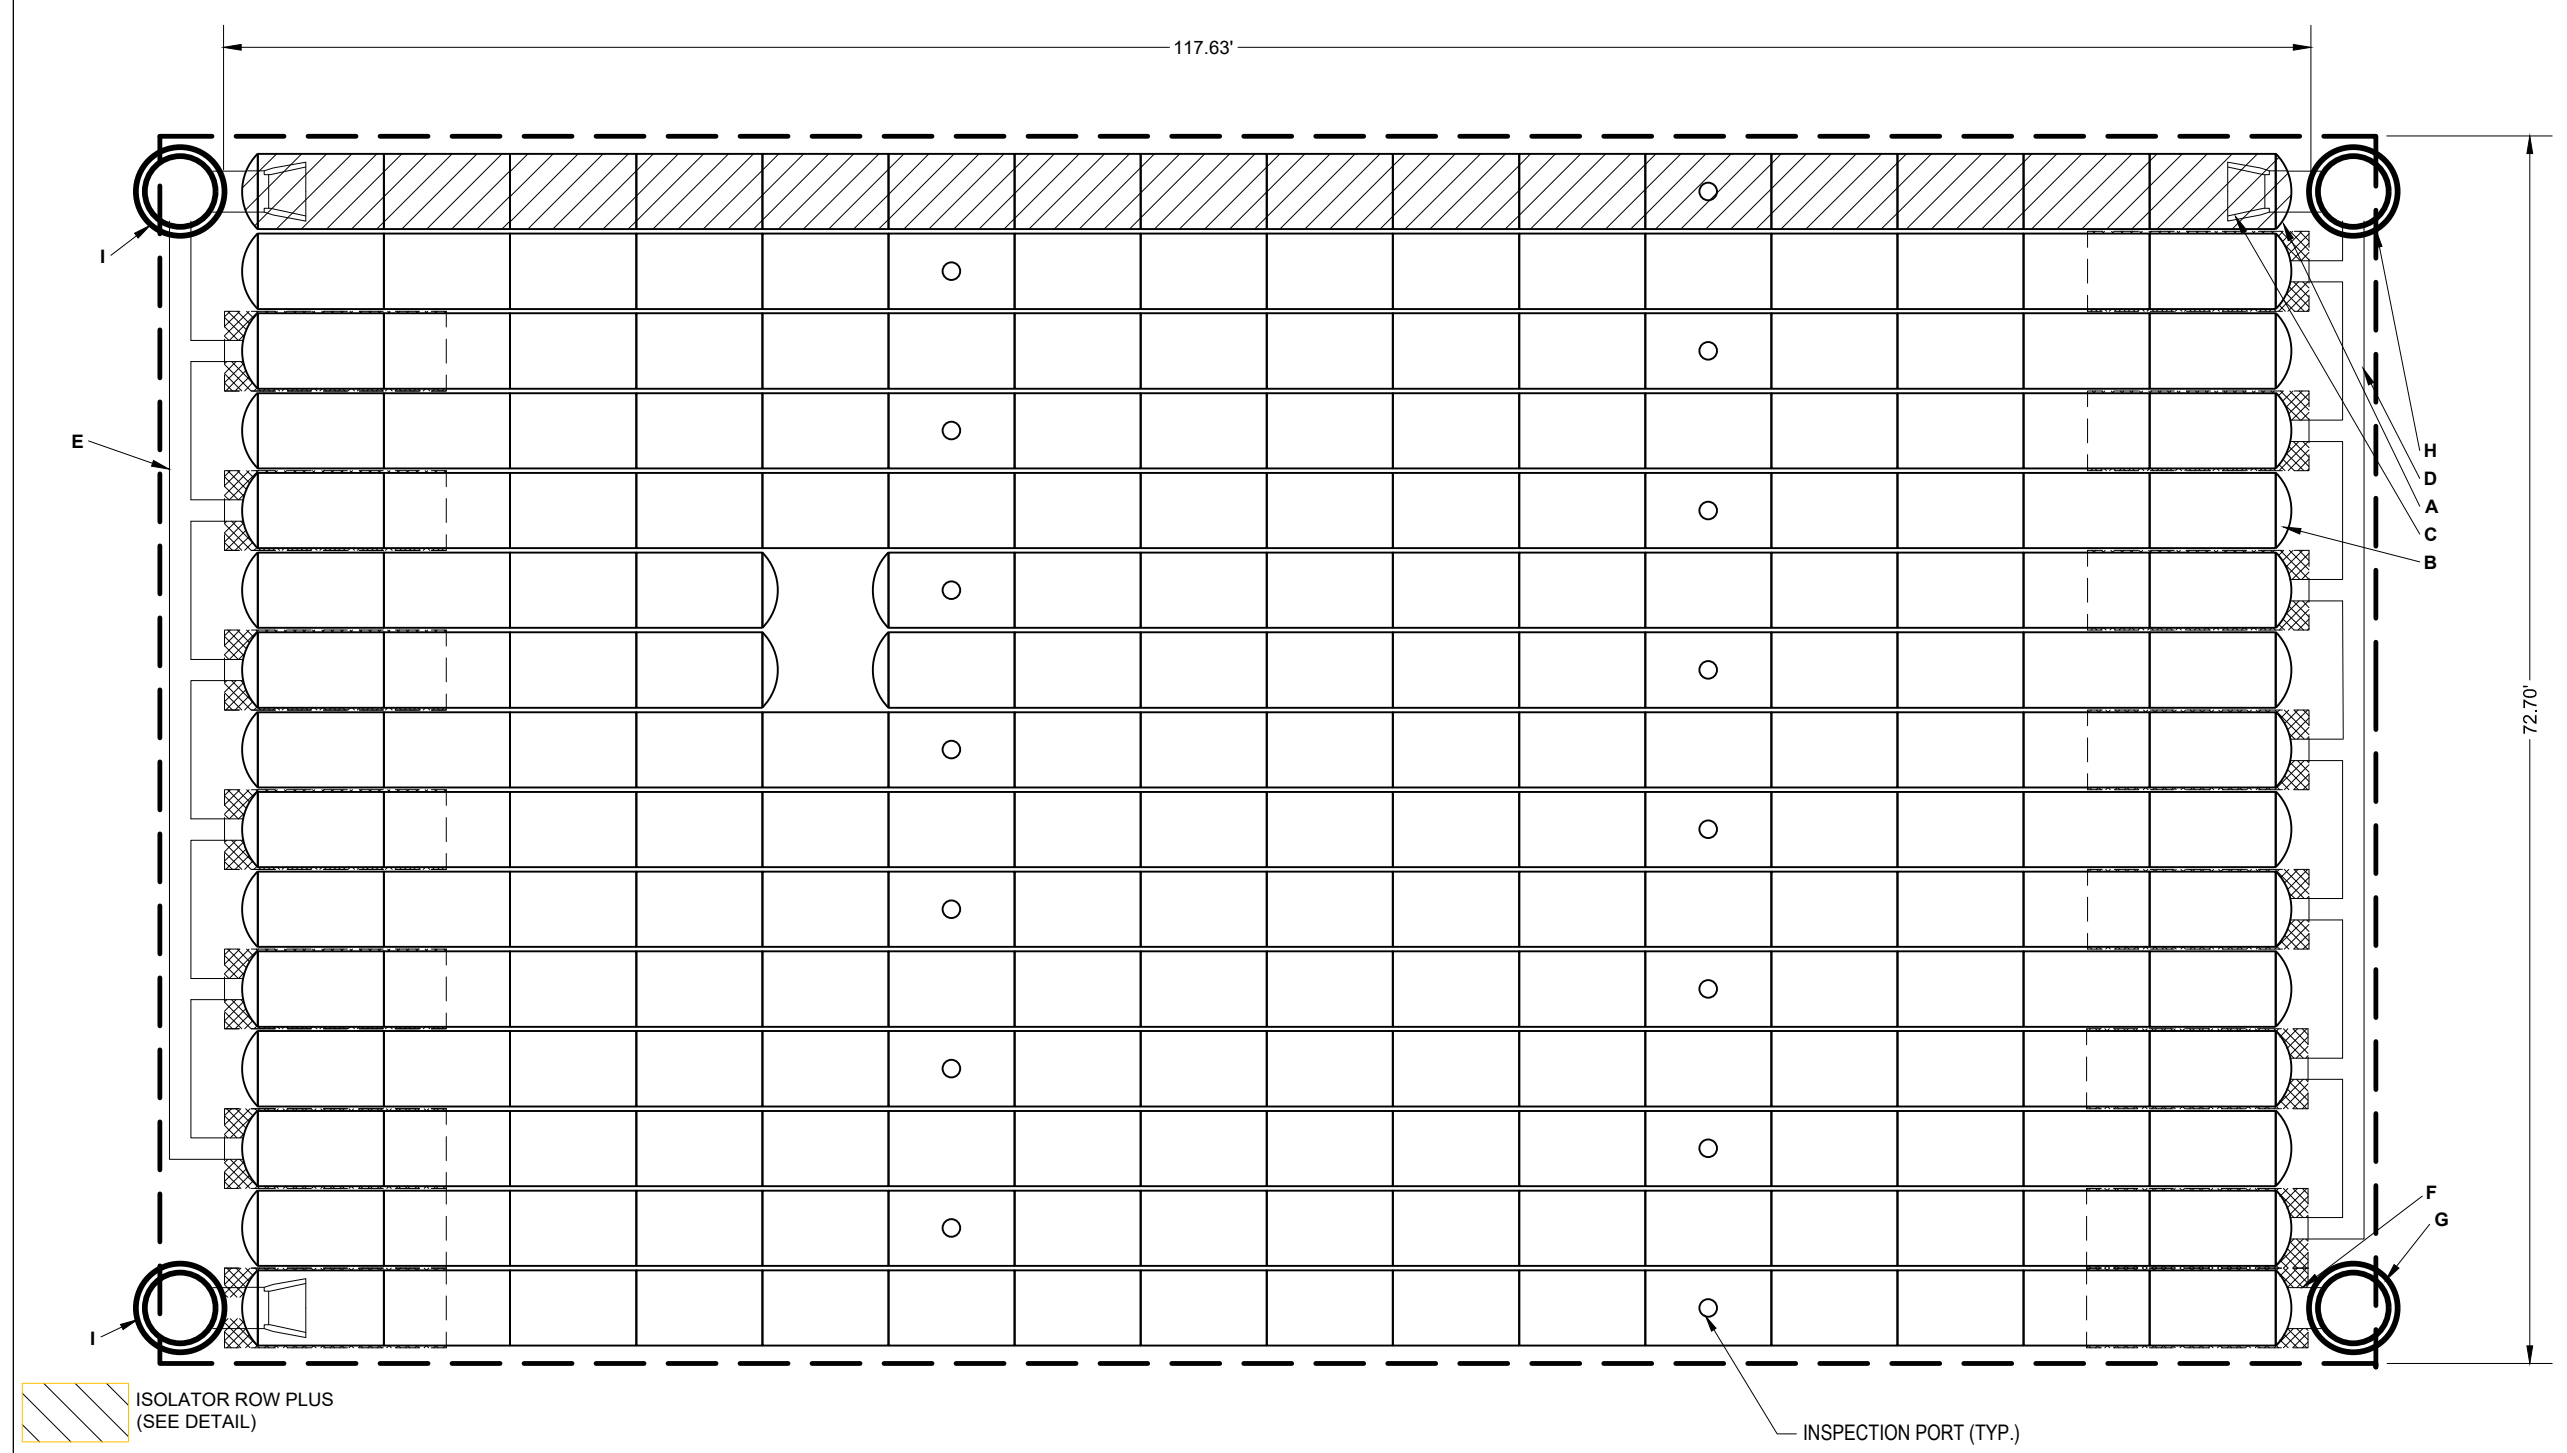 117.63'
I
E
H
D
A
C
B
72.70'
F
G
I
ISOLATOR ROW PLUS
(SEE DETAIL)
INSPECTION PORT (TYP.)